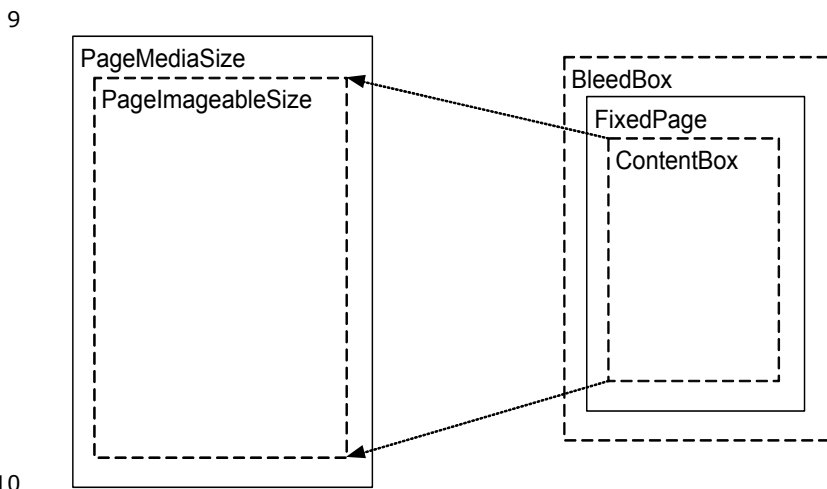 9
PageMediaSize
PageImageableSize
BleedBox
FixedPage
ContentBox
10